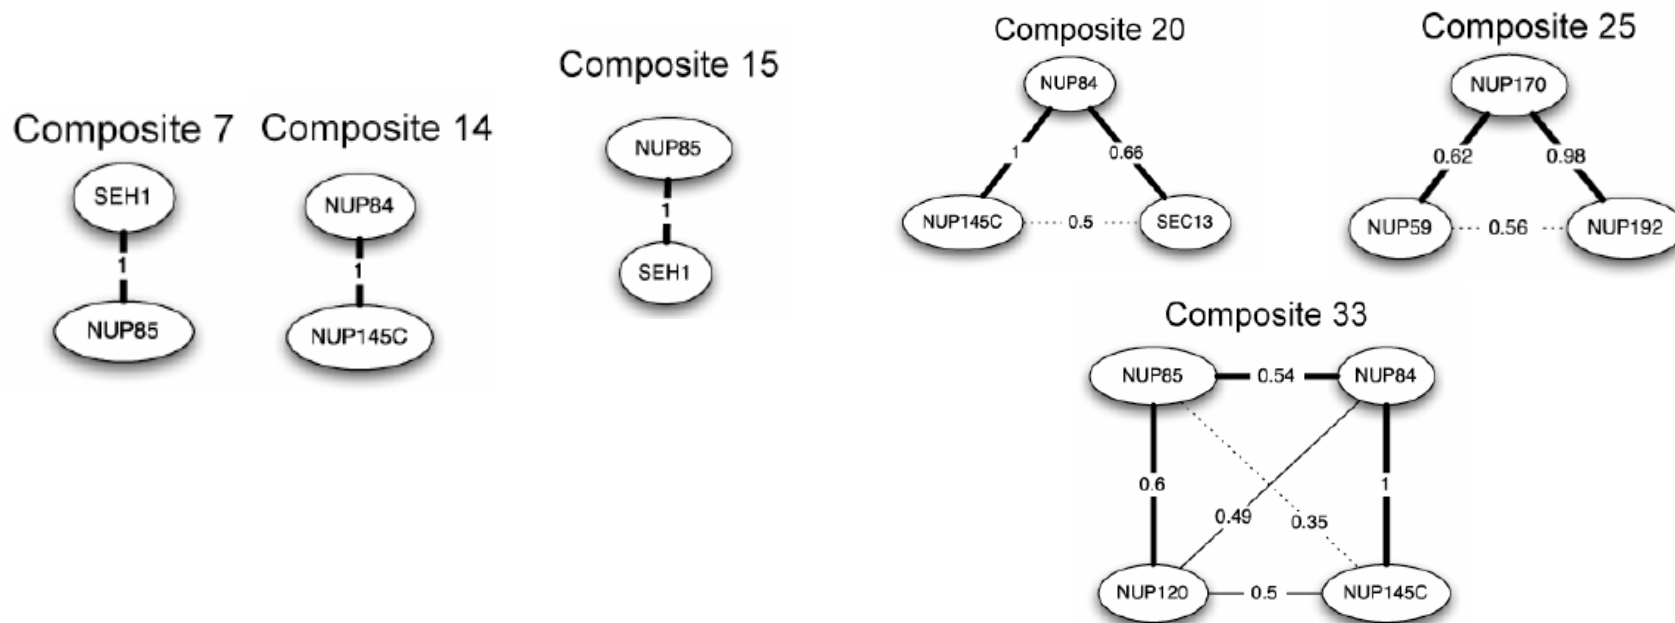 Composite 7
SEH1
1
NUP85
Composite 14
NUP84
1
NUP145C
Composite 15
NUP85
1
SEH1
Composite 20
NUP84
1
0.66
NUP145C
0.5
SEC13
Composite 25
NUP170
0.62
0.98
NUP59
0.56
NUP192
Composite 33
NUP85
0.54
NUP84
0.6
1
0.49
0.35
NUP120
0.5
NUP145C